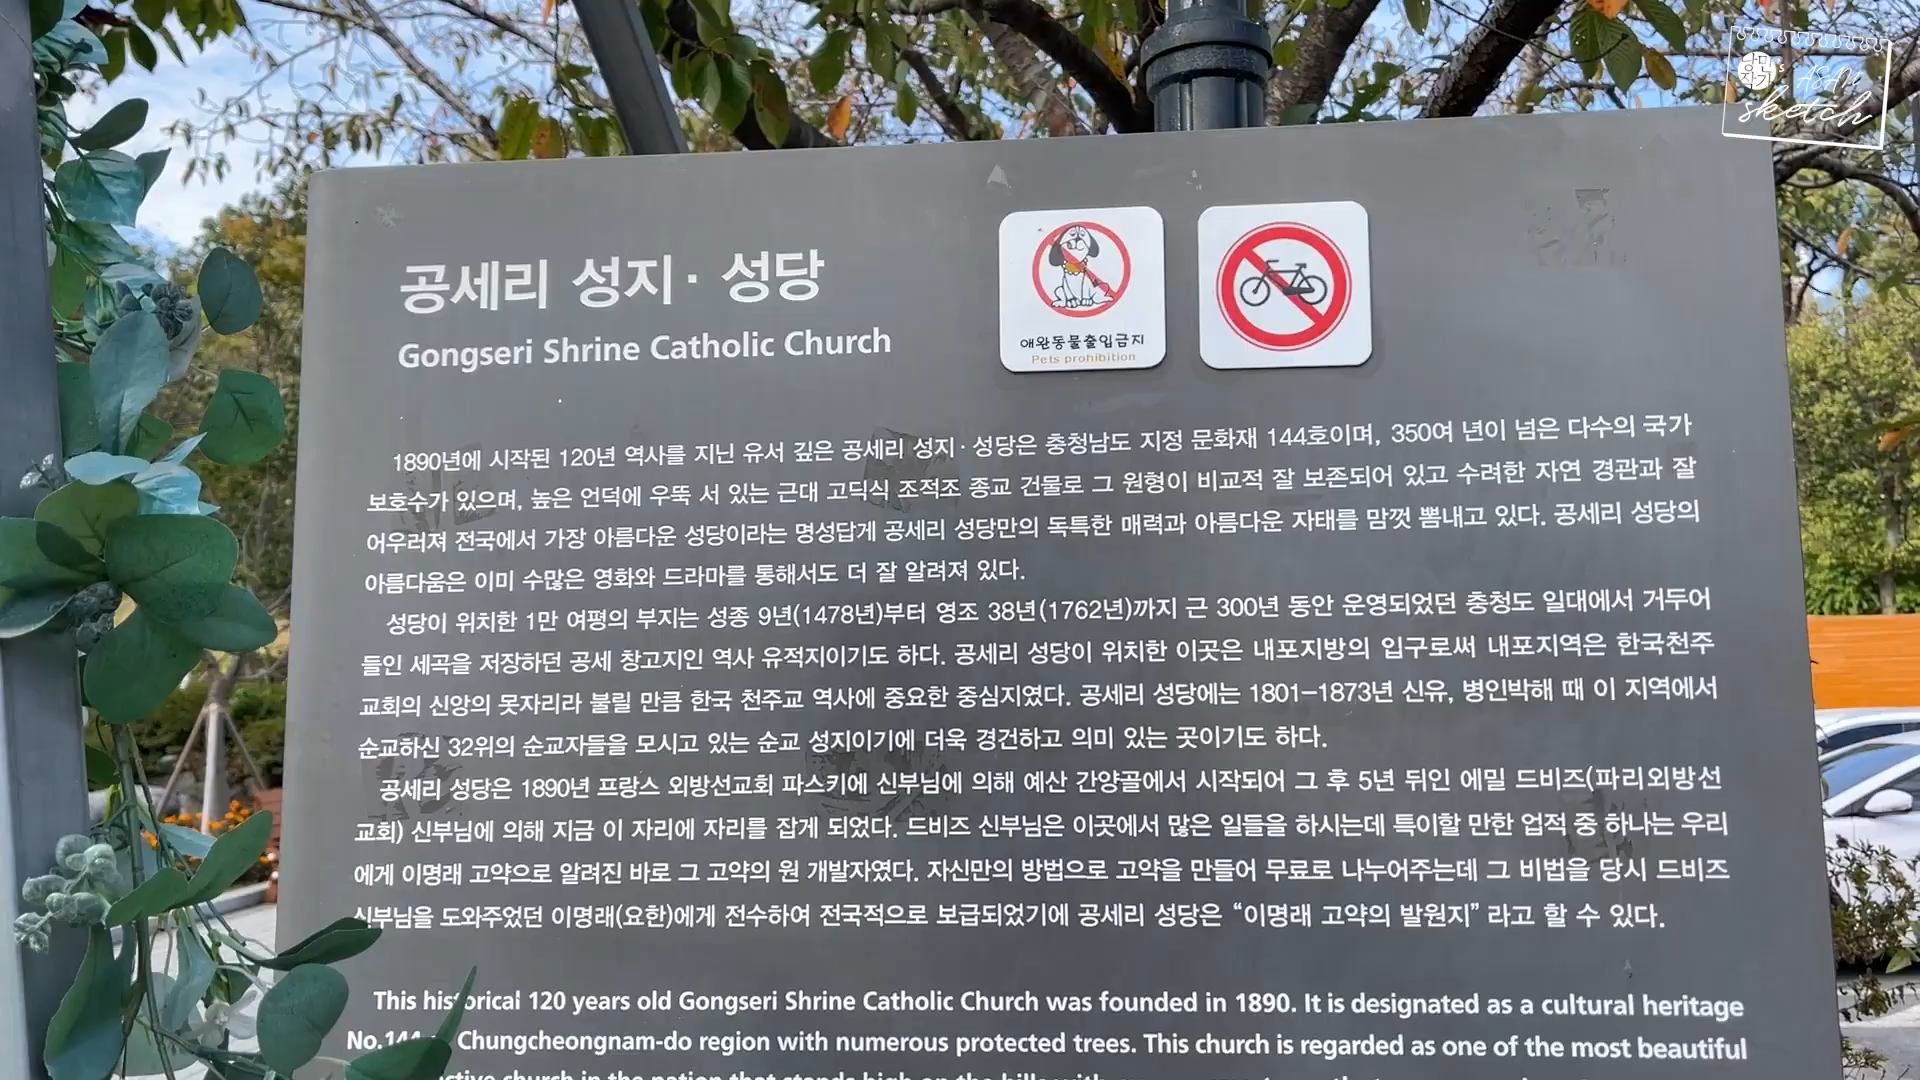 낭만작가's ASAN
sketch
공세리 성지· 성당
Gongseri Shrine Catholic Church
애완동물출입금지
Pets prohibition
1890년에 시작된 120년 역사를 지닌 유서 깊은 공세리 성지·성당은 충청남도 지정 문화재 144호이며, 350여 년이 넘은 다수의 국가
보호수가 있으며, 높은 언덕에 우뚝 서 있는 근대 고딕식 조적조 종교 건물로 그 원형이 비교적 잘 보존되어 있고 수려한 자연 경관과 잘
어우러져 전국에서 가장 아름다운 성당이라는 명성답게 공세리 성당만의 독특한 매력과 아름다운 자태를 맘껏 뽐내고 있다. 공세리 성당의
아름다움은 이미 수많은 영화와 드라마를 통해서도 더 잘 알려져 있다.
성당이 위치한 1만 여평의 부지는 성종 9년(1478년)부터 영조 38년(1762년)까지 근 300년 동안 운영되었던 충청도 일대에서 거두어
들인 세곡을 저장하던 공세 창고지인 역사 유적지이기도 하다. 공세리 성당이 위치한 이곳은 내포지방의 입구로써 내포지역은 한국천주
교회의 신앙의 못자리라 불릴 만큼 한국 천주교 역사에 중요한 중심지였다. 공세리 성당에는 1801-1873년 신유, 병인박해 때 이 지역에서
순교하신 32위의 순교자들을 모시고 있는 순교 성지이기에 더욱 경건하고 의미 있는 곳이기도 하다.
공세리 성당은 1890년 프랑스 외방선교회 파스키에 신부님에 의해 예산 간양골에서 시작되어 그 후 5년 뒤인 에밀 드비즈(파리외방선
교회) 신부님에 의해 지금 이 자리에 자리를 잡게 되었다. 드비즈 신부님은 이곳에서 많은 일들을 하시는데 특이할 만한 업적 중 하나는 우리
에게 이명래 고약으로 알려진 바로 그 고약의 원 개발자였다. 자신만의 방법으로 고약을 만들어 무료로 나누어주는데 그 비법을 당시 드비즈
신부님을 도와주었던 이명래(요한)에게 전수하여 전국적으로 보급되었기에 공세리 성당은 “이명래 고약의 발원지” 라고 할 수 있다.
This historical 120 years old Gongseri Shrine Catholic Church was founded in 1890. It is designated as a cultural heritage
No.144 Chungcheongnam-do region with numerous protected trees. This church is regarded as one of the most beautiful
church in the nation that stands high on the hills with